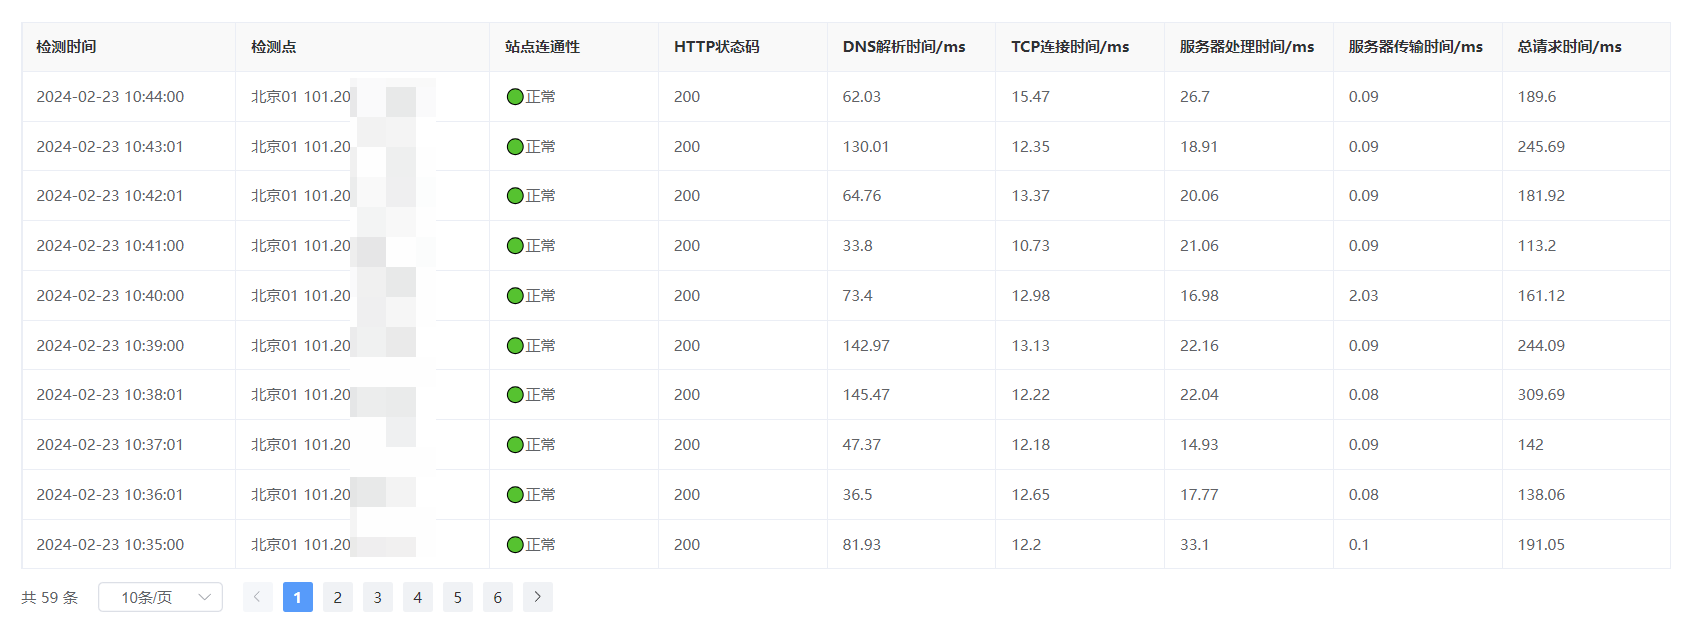 检测时间 检测点 站点连通性 HTTP状态码 DNS解析时间/ms TCP连接时间/ms 服务器处理时间/ms 服务器传输时间/ms 总请求时间/ms
2024-02-23 10:44:00 北京01 101.20 正常 200 62.03 15.47 26.7 0.09 189.6
2024-02-23 10:43:01 北京01 101.20 正常 200 130.01 12.35 18.91 0.09 245.69
2024-02-23 10:42:01 北京01 101.20 正常 200 64.76 13.37 20.06 0.09 181.92
2024-02-23 10:41:00 北京01 101.20 正常 200 33.8 10.73 21.06 0.09 113.2
2024-02-23 10:40:00 北京01 101.20 正常 200 73.4 12.98 16.98 2.03 161.12
2024-02-23 10:39:00 北京01 101.20 正常 200 142.97 13.13 22.16 0.09 244.09
2024-02-23 10:38:01 北京01 101.20 正常 200 145.47 12.22 22.04 0.08 309.69
2024-02-23 10:37:01 北京01 101.20 正常 200 47.37 12.18 14.93 0.09 142
2024-02-23 10:36:01 北京01 101.20 正常 200 36.5 12.65 17.77 0.08 138.06
2024-02-23 10:35:00 北京01 101.20 正常 200 81.93 12.2 33.1 0.1 191.05
共 59 条 10条/页 1 2 3 4 5 6